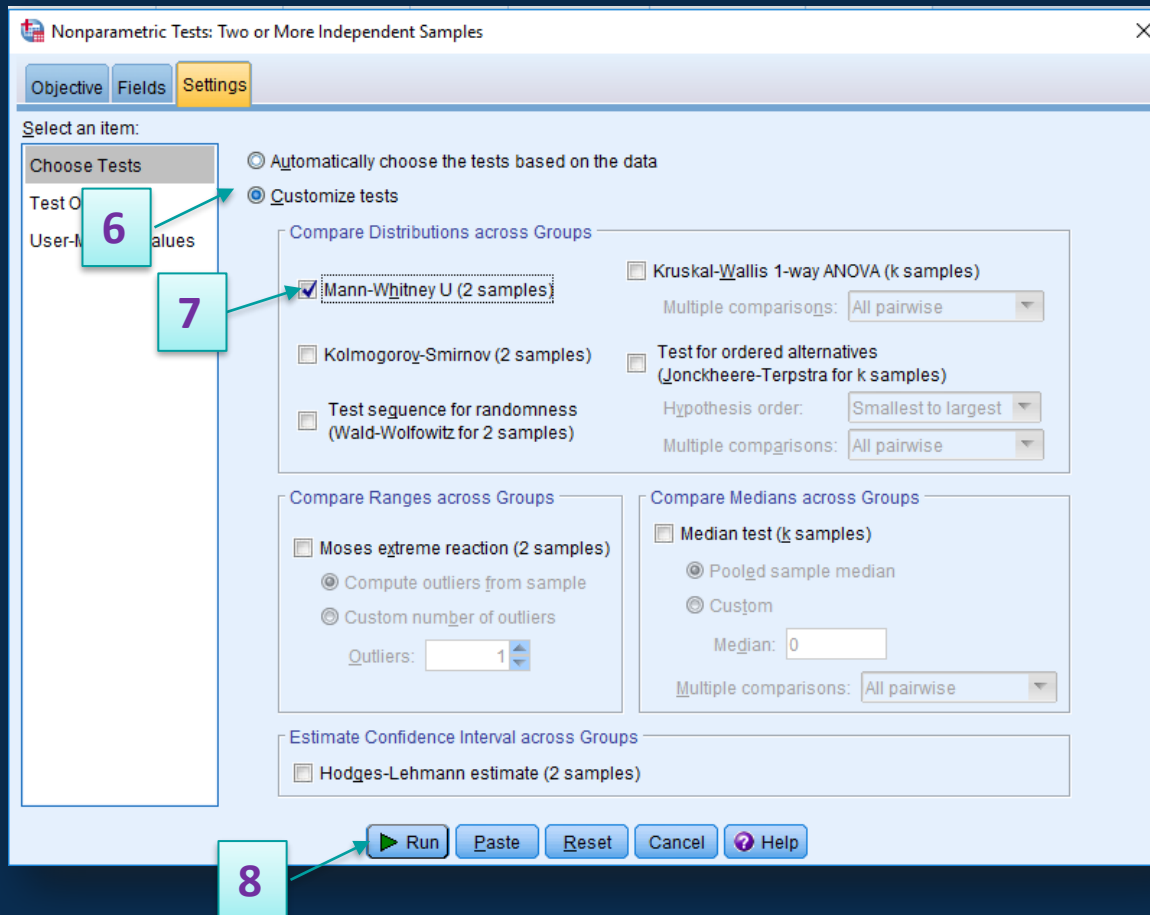 Nonparametric Tests: Two or More Independent Samples
Objective Fields Settings
Select an item:
Choose Tests
Test O
User-M alues
6
7
8
Automatically choose the tests based on the data
Customize tests
Compare Distributions across Groups
Mann-Whitney U (2 samples)
Kolmogorov-Smirnov (2 samples)
Test sequence for randomness
(Wald-Wolfowitz for 2 samples)
Kruskal-Wallis 1-way ANOVA (k samples)
Multiple comparisons: All pairwise
Test for ordered alternatives
(Jonckheere-Terpstra for k samples)
Hypothesis order: Smallest to largest
Multiple comparisons: All pairwise
Compare Ranges across Groups
Moses extreme reaction (2 samples)
Compute outliers from sample
Custom number of outliers
Outliers: 1
Compare Medians across Groups
Median test (k samples)
Pooled sample median
Custom
Median: 0
Multiple comparisons: All pairwise
Estimate Confidence Interval across Groups
Hodges-Lehmann estimate (2 samples)
Run Paste Reset Cancel Help